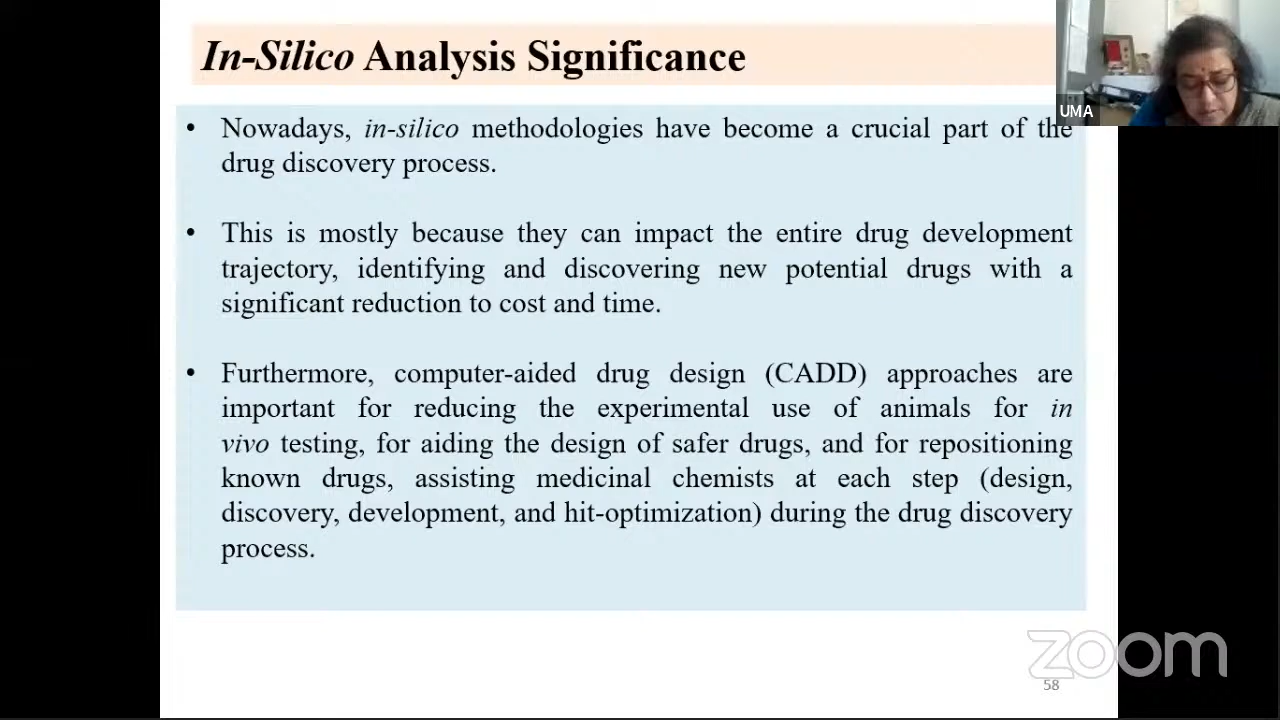 In-Silico Analysis Significance
UMA
• Nowadays, in-silico methodologies have become a crucial part of the
drug discovery process.
• This is mostly because they can impact the entire drug development
trajectory, identifying and discovering new potential drugs with a
significant reduction to cost and time.
• Furthermore, computer-aided drug design (CADD) approaches are
important for reducing the experimental use of animals for in
vivo testing, for aiding the design of safer drugs, and for repositioning
known drugs, assisting medicinal chemists at each step (design,
discovery, development, and hit-optimization) during the drug discovery
process.
zoom
58